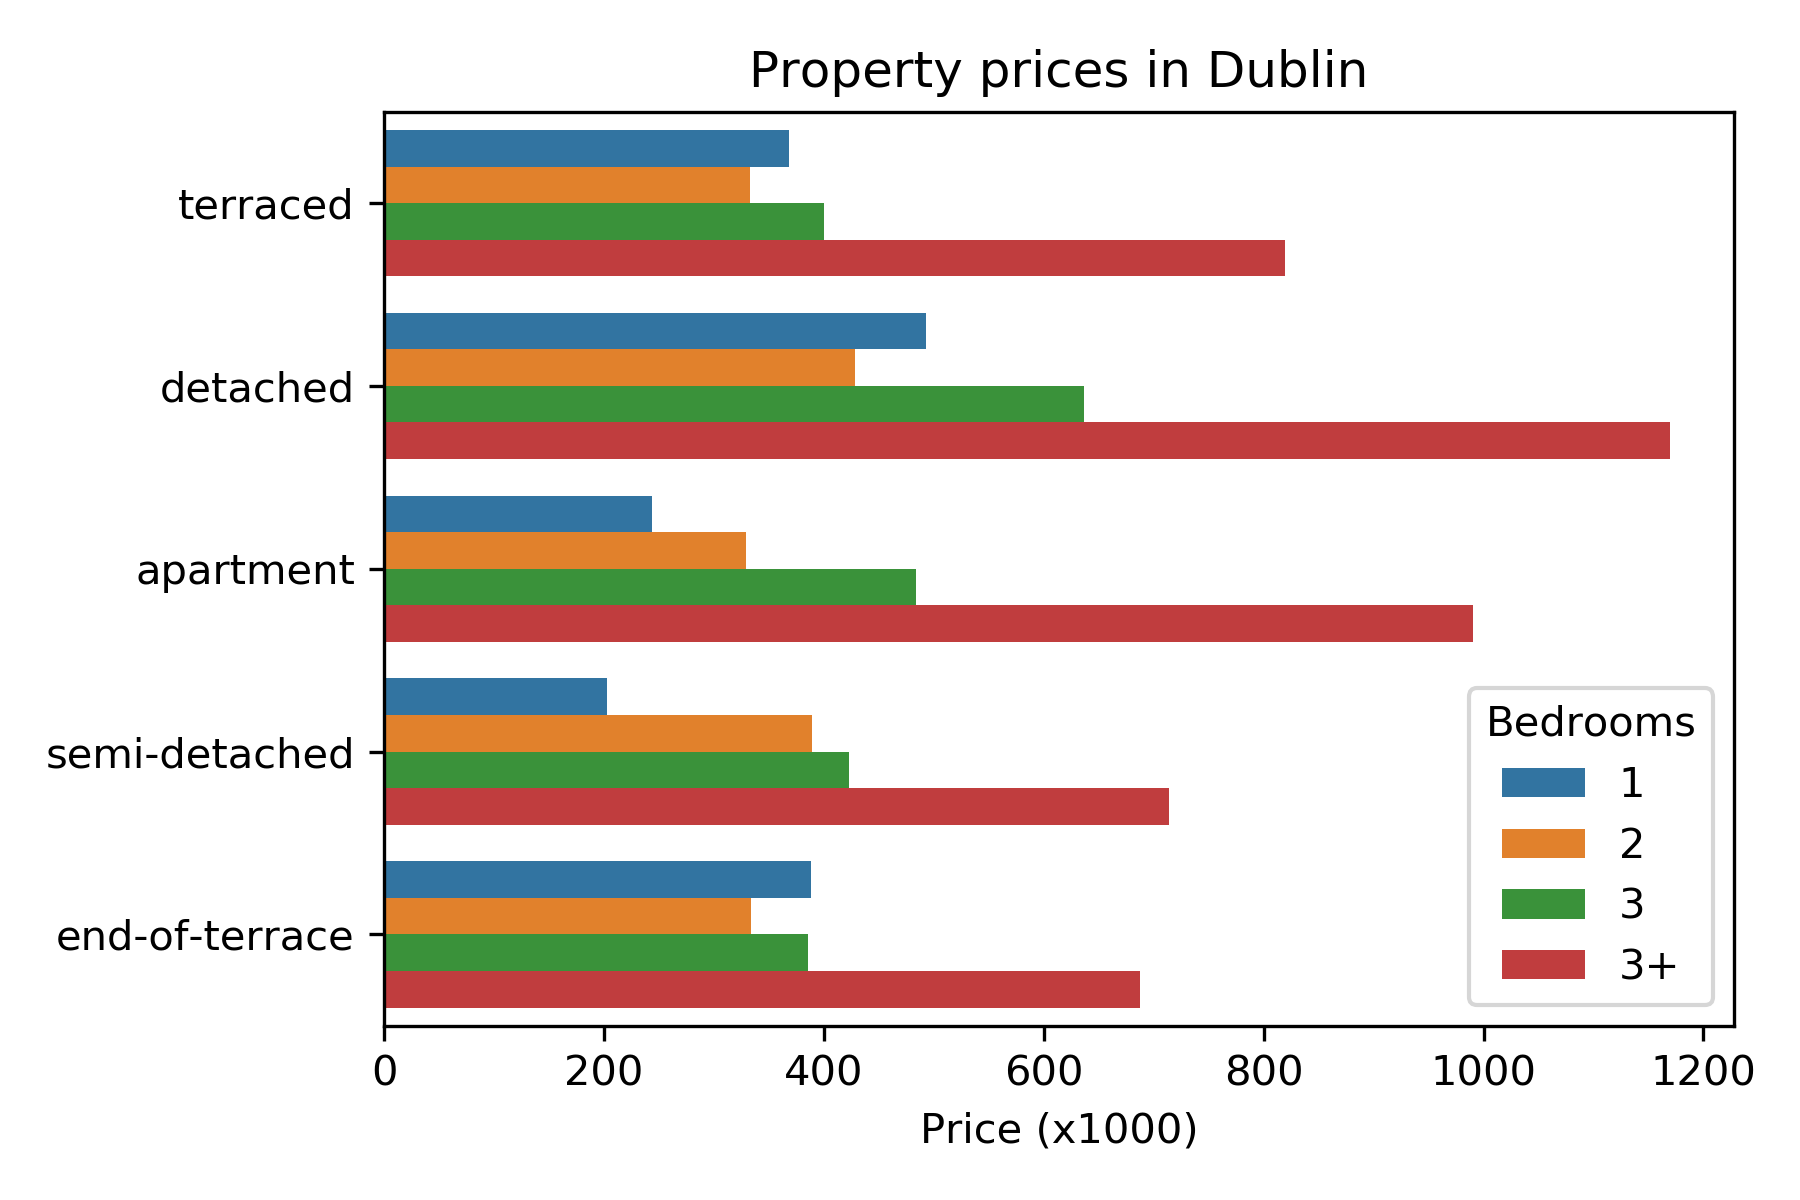 Property prices in Dublin
terraced
detached
apartment
semi-detached
end-of-terrace
Bedrooms
1
2
3
3+
0 200 400 600 800 1000 1200
Price (x1000)